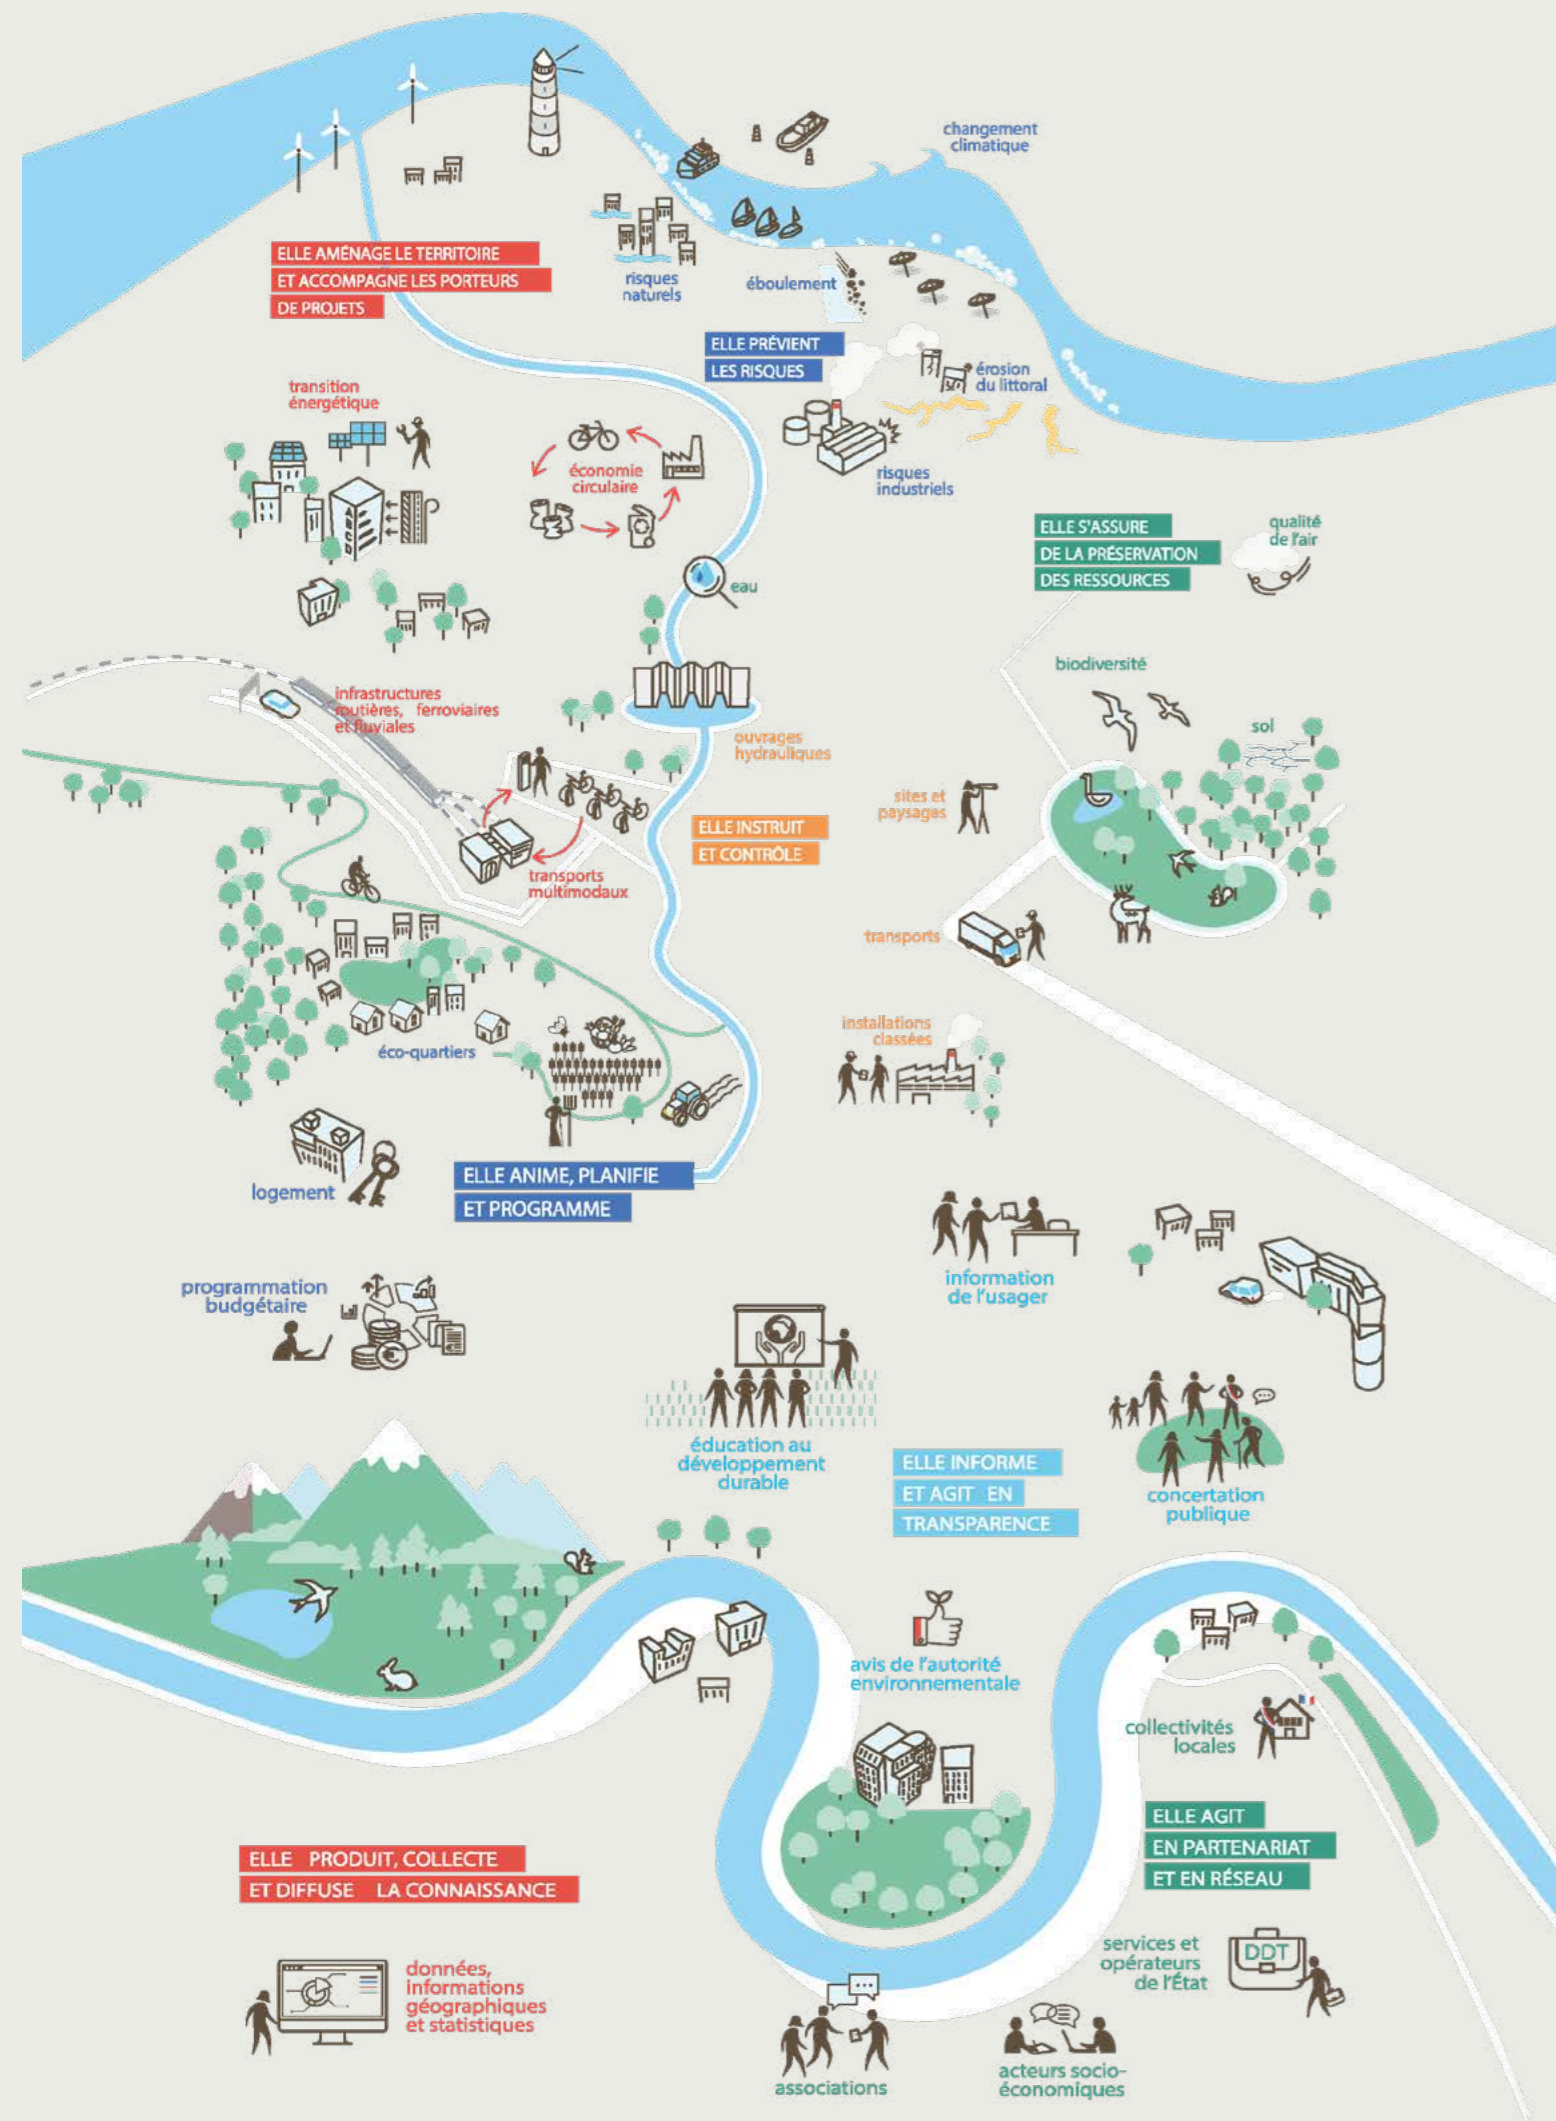 changement
climatique
ELLE AMÉNAGE LE TERRITOIRE
ET ACCOMPAGNE LES PORTEURS
DE PROJETS
risques
naturels
éboulement
ELLE PRÉVIENT
LES RISQUES
érosion
du littoral
transition
énergétique
économie
circulaire
risques
industriels
A
B
C
D
ELLE S'ASSURE
DE LA PRÉSERVATION
DES RESSOURCES
qualité
de l'air
eau
biodiversité
infrastructures
routières, ferroviaires
et fluviales
sol
ouvrages
hydrauliques
sites et
paysages
ELLE INSTRUIT
ET CONTRÔLE
transports
multimodaux
transports
installations
classées
éco-quartiers
logement
ELLE ANIME, PLANIFIE
ET PROGRAMME
information
de l'usager
programmation
budgétaire
€
éducation au
développement
durable
ELLE INFORME
ET AGIT EN
TRANSPARENCE
concertation
publique
avis de l'autorité
environnementale
collectivités
locales
ELLE AGIT
EN PARTENARIAT
ET EN RÉSEAU
ELLE PRODUIT, COLLECTE
ET DIFFUSE LA CONNAISSANCE
services et
opérateurs
de l'État
DDT
données,
informations
géographiques
et statistiques
associations
acteurs socio-
économiques